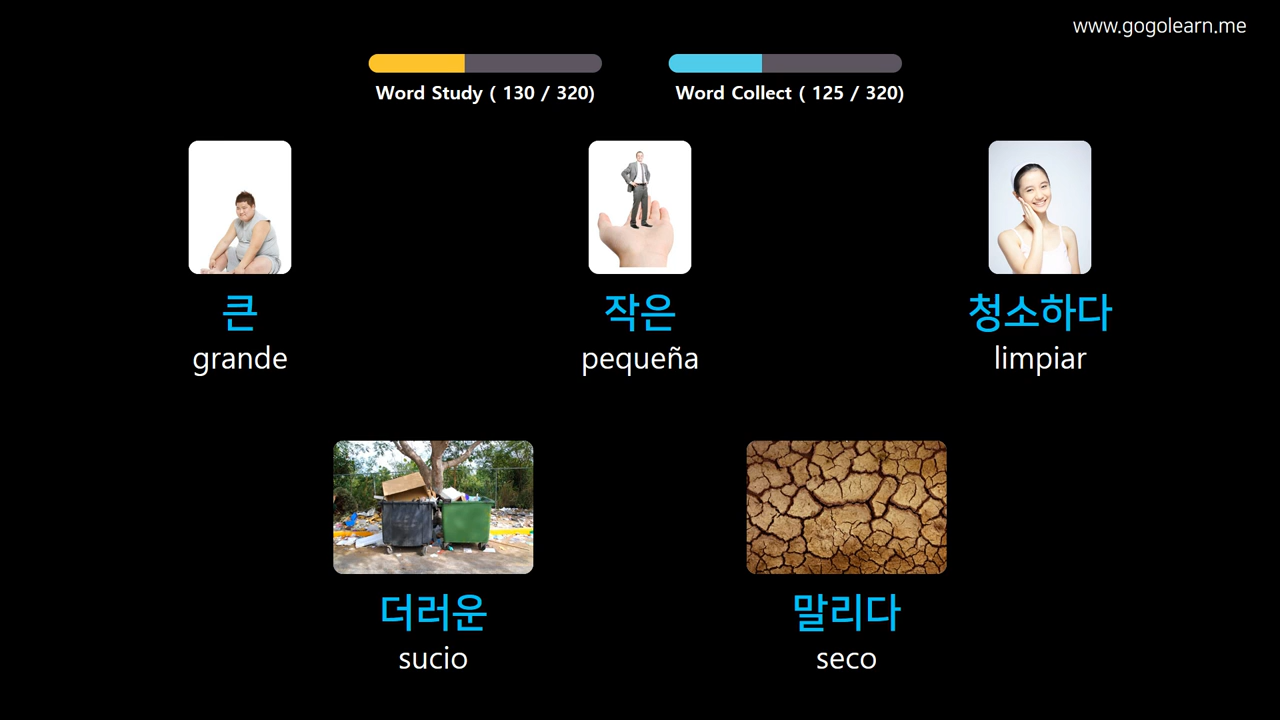 www.gogolearn.me
Word Study ( 130 / 320)
Word Collect ( 125 / 320)
큰
grande
작은
pequeña
청소하다
limpiar
더러운
sucio
말리다
seco